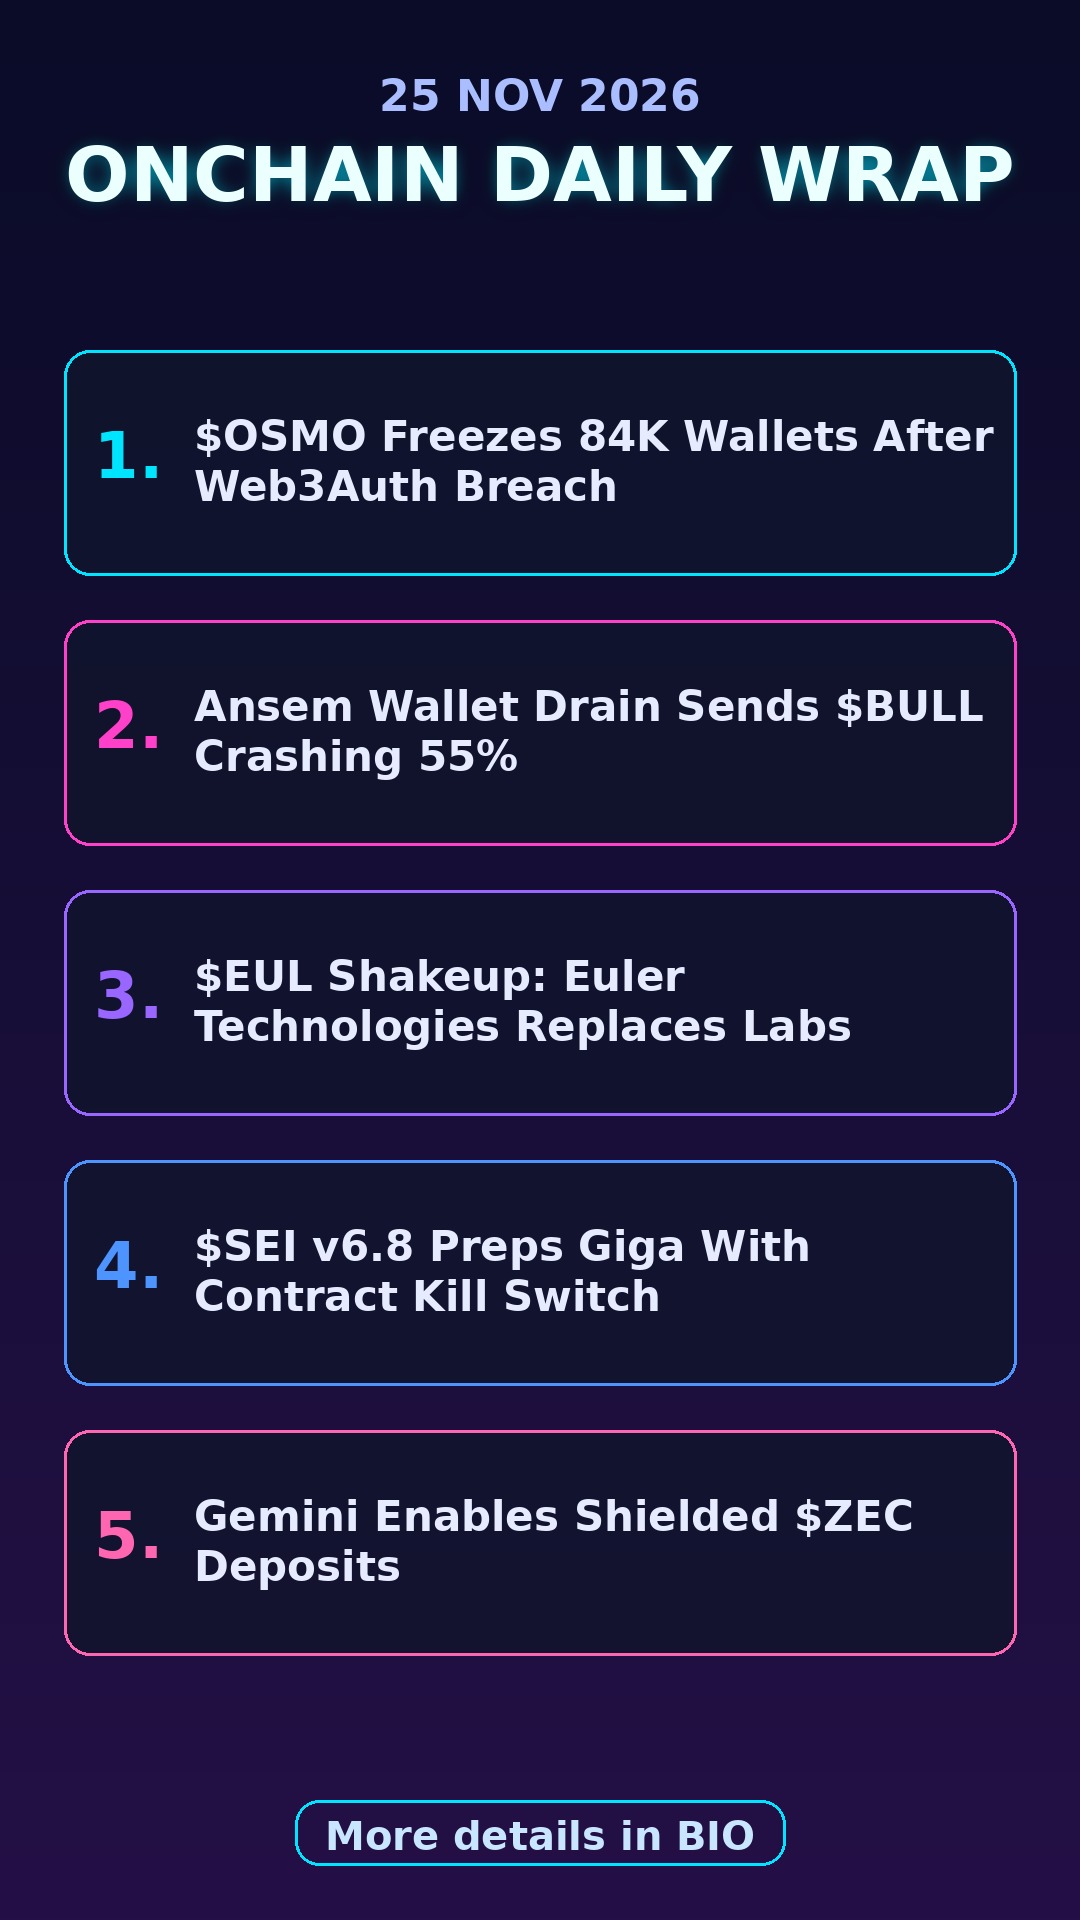 25 NOV 2026
ONCHAIN DAILY WRAP
1.
$OSMO Freezes 84K Wallets After
Web3Auth Breach
2.
Ansem Wallet Drain Sends $BULL
Crashing 55%
3.
$EUL Shakeup: Euler
Technologies Replaces Labs
4.
$SEI v6.8 Preps Giga With
Contract Kill Switch
5.
Gemini Enables Shielded $ZEC
Deposits
More details in BIO